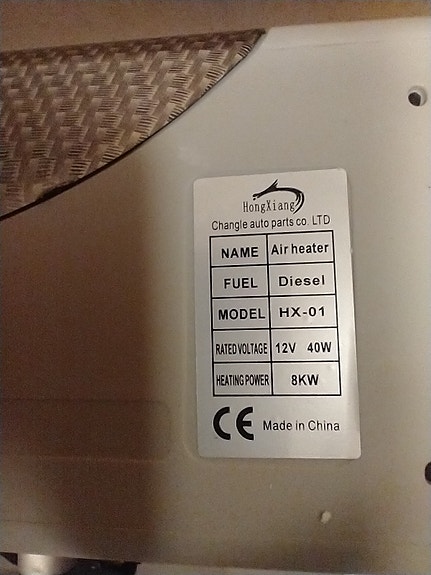 HongXiang
Changle auto parts co. LTD
NAME Air heater
FUEL Diesel
MODEL HX-01
RATED VOLTAGE 12V 40W
HEATING POWER 8KW
CE Made in China